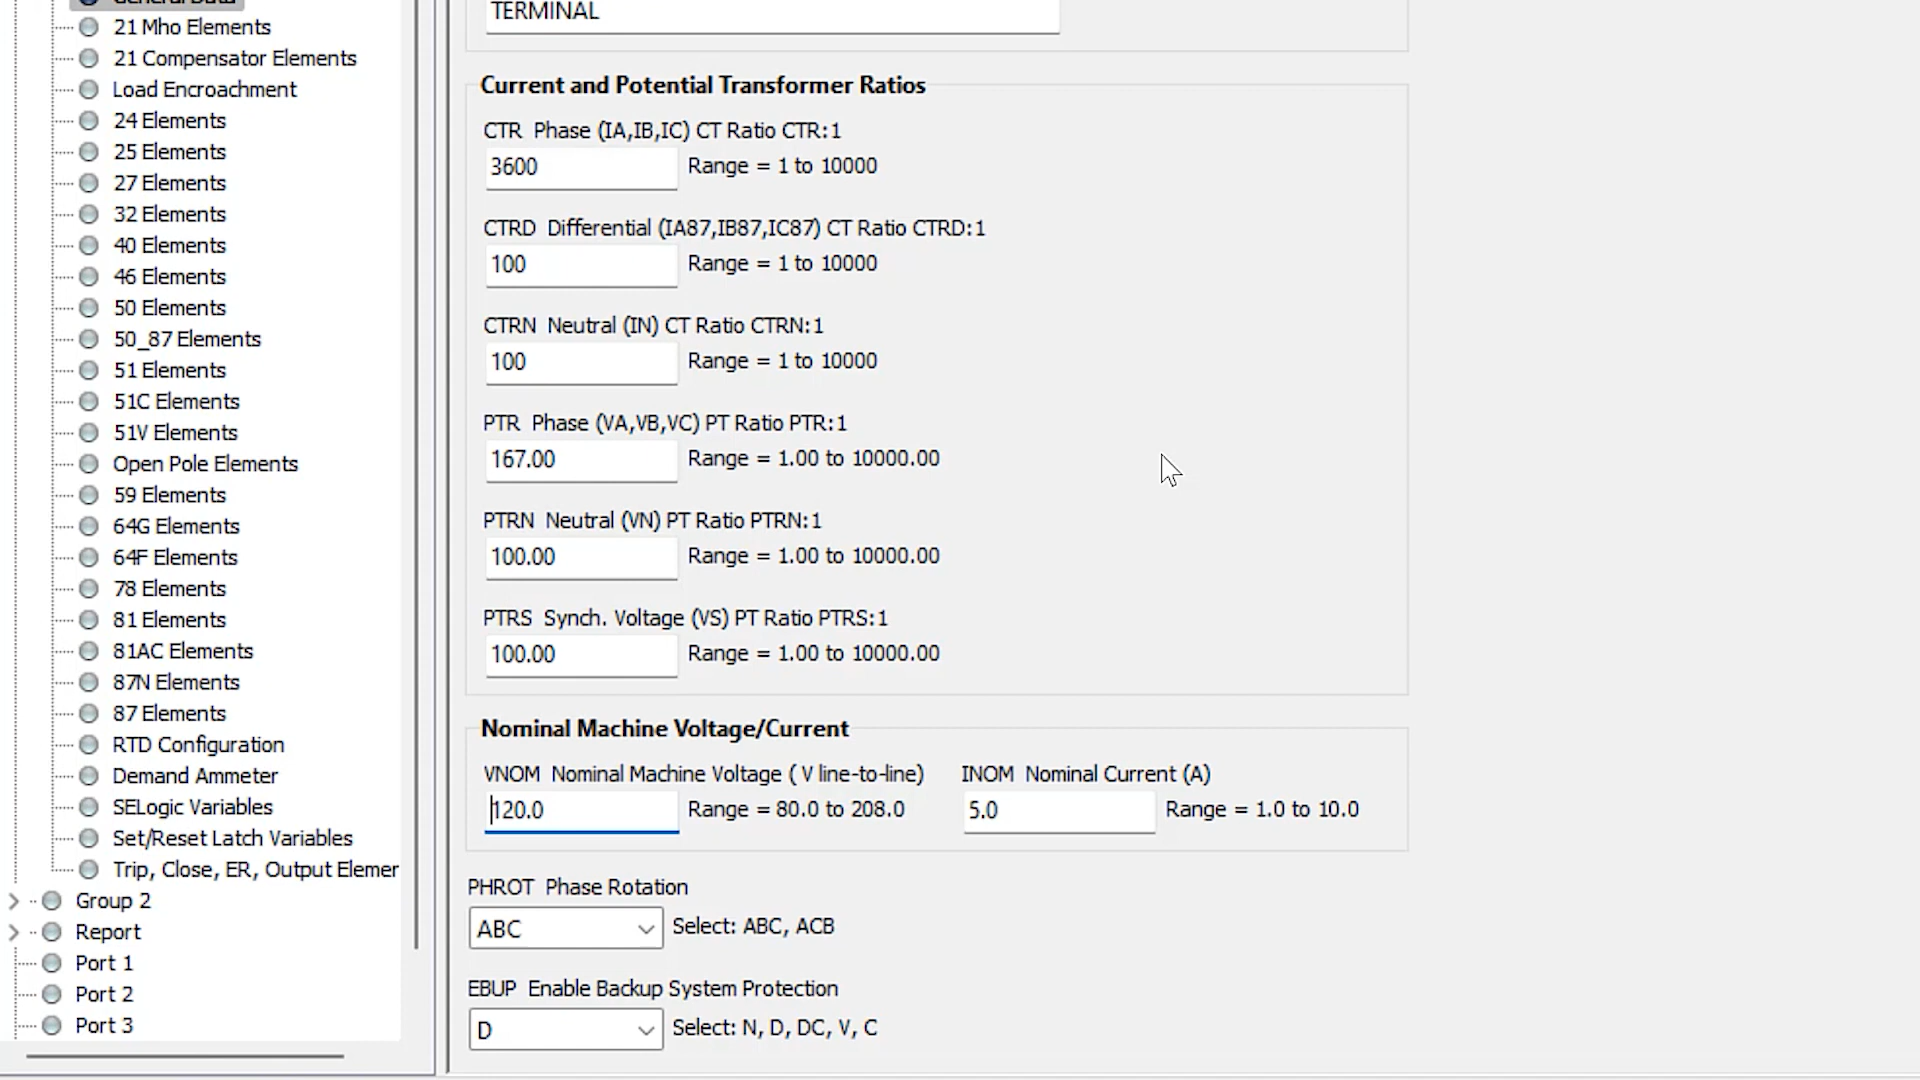 General Data
21 Mho Elements
21 Compensator Elements
Load Encroachment
24 Elements
25 Elements
27 Elements
32 Elements
40 Elements
46 Elements
50 Elements
50_87 Elements
51 Elements
51C Elements
51V Elements
Open Pole Elements
59 Elements
64G Elements
64F Elements
78 Elements
81 Elements
81AC Elements
87N Elements
87 Elements
RTD Configuration
Demand Ammeter
SELogic Variables
Set/Reset Latch Variables
Trip, Close, ER, Output Elemer
Group 2
Report
Port 1
Port 2
Port 3
TERMINAL
Current and Potential Transformer Ratios
CTR Phase (IA,IB,IC) CT Ratio CTR:1
3600 Range = 1 to 10000
CTRD Differential (IA87,IB87,IC87) CT Ratio CTRD:1
100 Range = 1 to 10000
CTRN Neutral (IN) CT Ratio CTRN:1
100 Range = 1 to 10000
PTR Phase (VA,VB,VC) PT Ratio PTR:1
167.00 Range = 1.00 to 10000.00
PTRN Neutral (VN) PT Ratio PTRN:1
100.00 Range = 1.00 to 10000.00
PTRS Synch. Voltage (VS) PT Ratio PTRS:1
100.00 Range = 1.00 to 10000.00
Nominal Machine Voltage/Current
VNOM Nominal Machine Voltage ( V line-to-line) INOM Nominal Current (A)
120.0 Range = 80.0 to 208.0 5.0 Range = 1.0 to 10.0
PHROT Phase Rotation
ABC Select: ABC, ACB
EBUP Enable Backup System Protection
D Select: N, D, DC, V, C